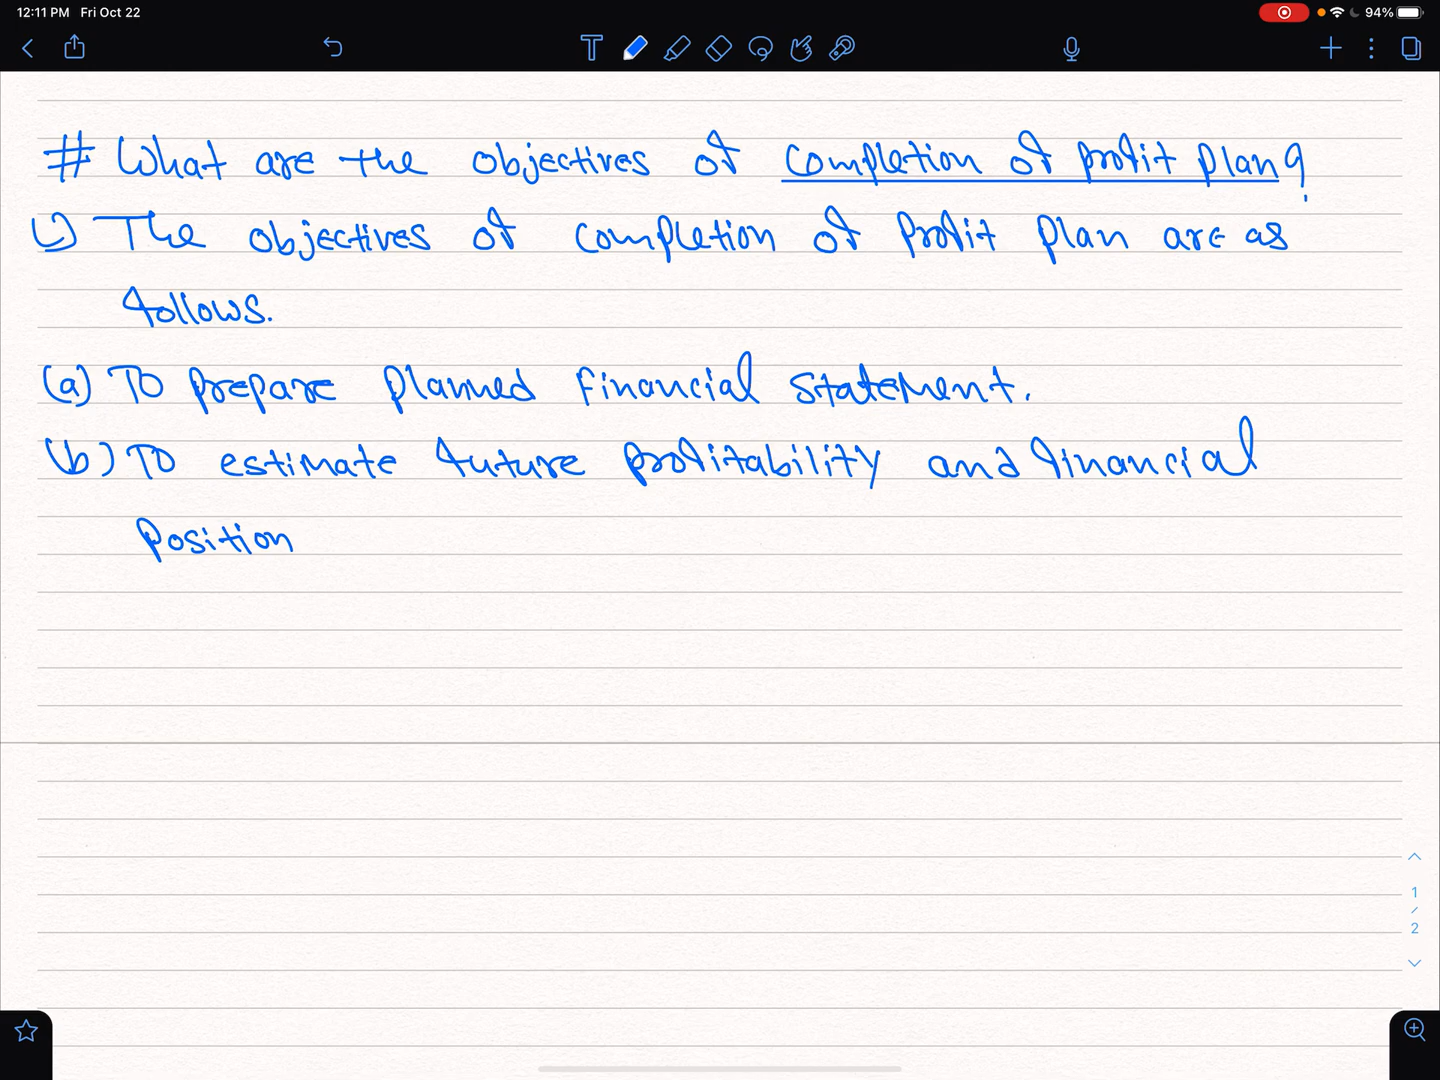 12:11 PM Fri Oct 22
94%
# What are the objectives of completion of profit plan?
↳ The objectives of completion of profit plan are as
follows.
(a) To prepare planned financial statement.
(b) To estimate future profitability and financial
position
1
/
2